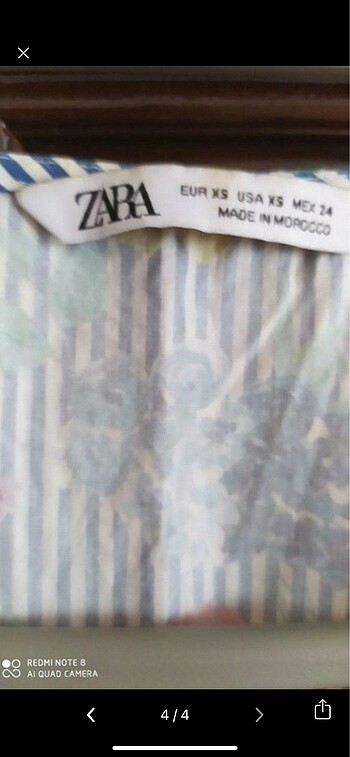 ZARA
EUR XS USA XS MEX 24
MADE IN MOROCCO
REDMI NOTE 8
AI QUAD CAMERA
4/4